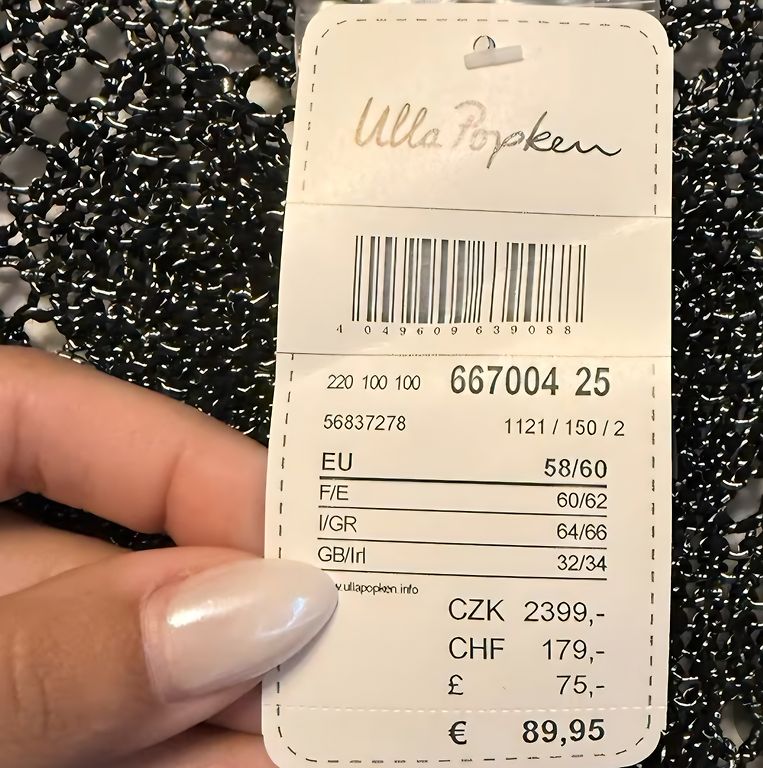 Ulla Popken
4 049609 639088
220 100 100 667004 25
56837278 1121 / 150 / 2
EU 58/60
F/E 60/62
I/GR 64/66
GB/Irl 32/34
.ullapopken.info
CZK 2399,-
CHF 179,-
£ 75,-
€ 89,95